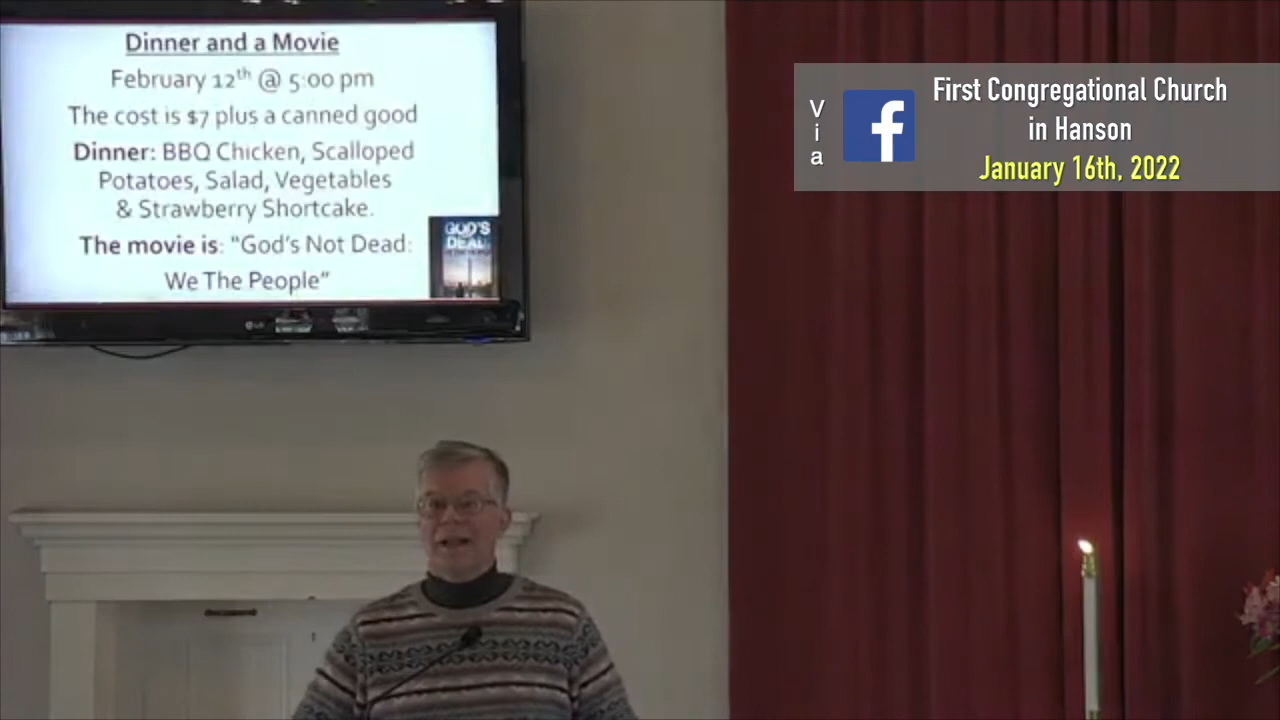 Dinner and a Movie
February 12th @ 5:00 pm
The cost is $7 plus a canned good
Dinner: BBQ Chicken, Scalloped
Potatoes, Salad, Vegetables
& Strawberry Shortcake.
The movie is: "God's Not Dead:
We The People"
GOD'S
DEAD
LG
Via
f
First Congregational Church
in Hanson
January 16th, 2022